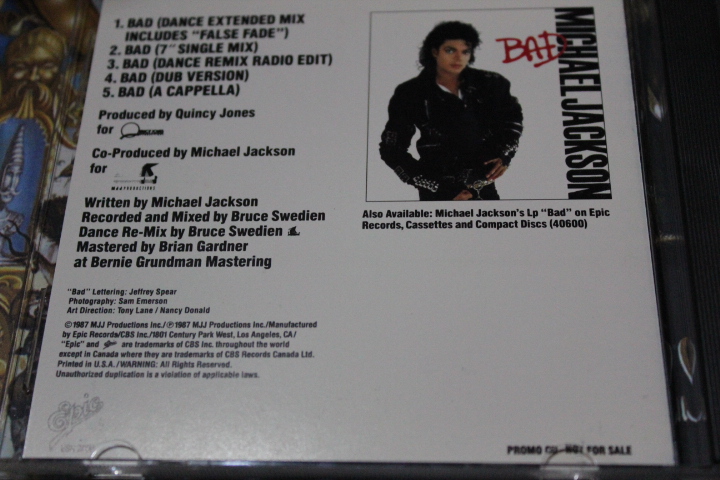 1. BAD (DANCE EXTENDED MIX
INCLUDES "FALSE FADE")
2. BAD (7" SINGLE MIX)
3. BAD (DANCE REMIX RADIO EDIT)
4. BAD (DUB VERSION)
5. BAD (A CAPPELLA)
Produced by Quincy Jones
for
Co-Produced by Michael Jackson
for
MJJ PRODUCTIONS
Written by Michael Jackson
Recorded and Mixed by Bruce Swedien
Dance Re-Mix by Bruce Swedien
Mastered by Brian Gardner
at Bernie Grundman Mastering
"Bad" Lettering: Jeffrey Spear
Photography: Sam Emerson
Art Direction: Tony Lane / Nancy Donald
©1987 MJJ Productions Inc./℗1987 MJJ Productions Inc./Manufactured
by Epic Records/CBS Inc./1801 Century Park West, Los Angeles, CA/
"Epic" and are trademarks of CBS Inc. throughout the world
except in Canada where they are trademarks of CBS Records Canada Ltd.
Printed in U.S.A./WARNING: All Rights Reserved.
Unauthorized duplication is a violation of applicable laws.
Epic
BAD
MICHAEL JACKSON
Also Available: Michael Jackson's Lp "Bad" on Epic
Records, Cassettes and Compact Discs (40600)
PROMO CD—NOT FOR SALE